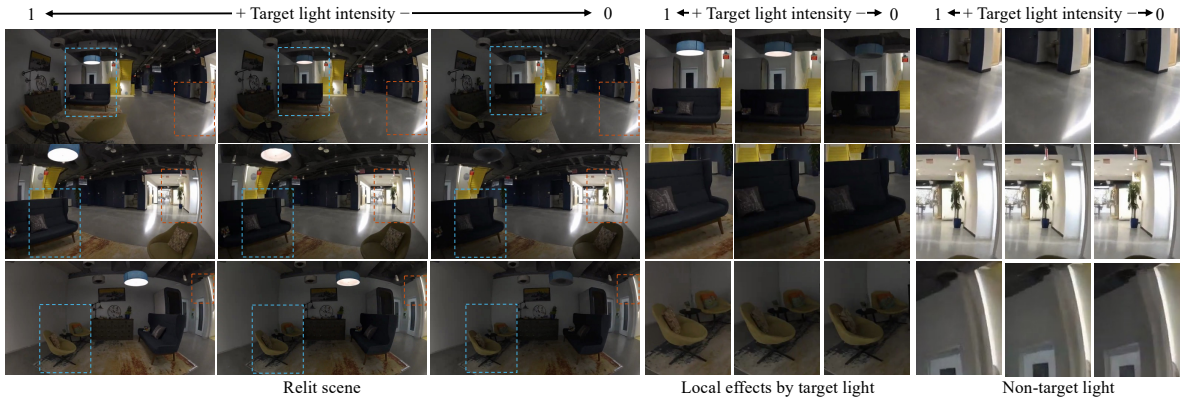 1 + Target light intensity − 0
1 + Target light intensity − 0
1 + Target light intensity − 0
Relit scene
Local effects by target light
Non-target light